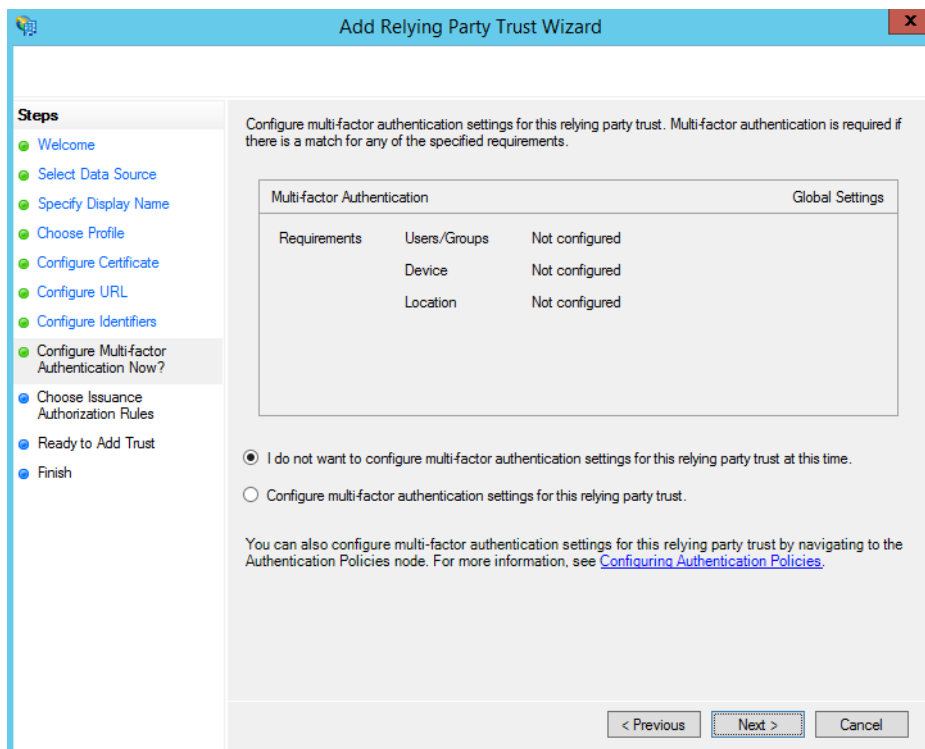 Add Relying Party Trust Wizard
x
Steps
Welcome
Select Data Source
Specify Display Name
Choose Profile
Configure Certificate
Configure URL
Configure Identifiers
Configure Multi-factor
Authentication Now?
Choose Issuance
Authorization Rules
Ready to Add Trust
Finish
Configure multi-factor authentication settings for this relying party trust. Multi-factor authentication is required if
there is a match for any of the specified requirements.
Multi-factor Authentication Global Settings
Requirements Users/Groups Not configured
Device Not configured
Location Not configured
I do not want to configure multi-factor authentication settings for this relying party trust at this time.
Configure multi-factor authentication settings for this relying party trust.
You can also configure multi-factor authentication settings for this relying party trust by navigating to the
Authentication Policies node. For more information, see Configuring Authentication Policies.
< Previous Next > Cancel